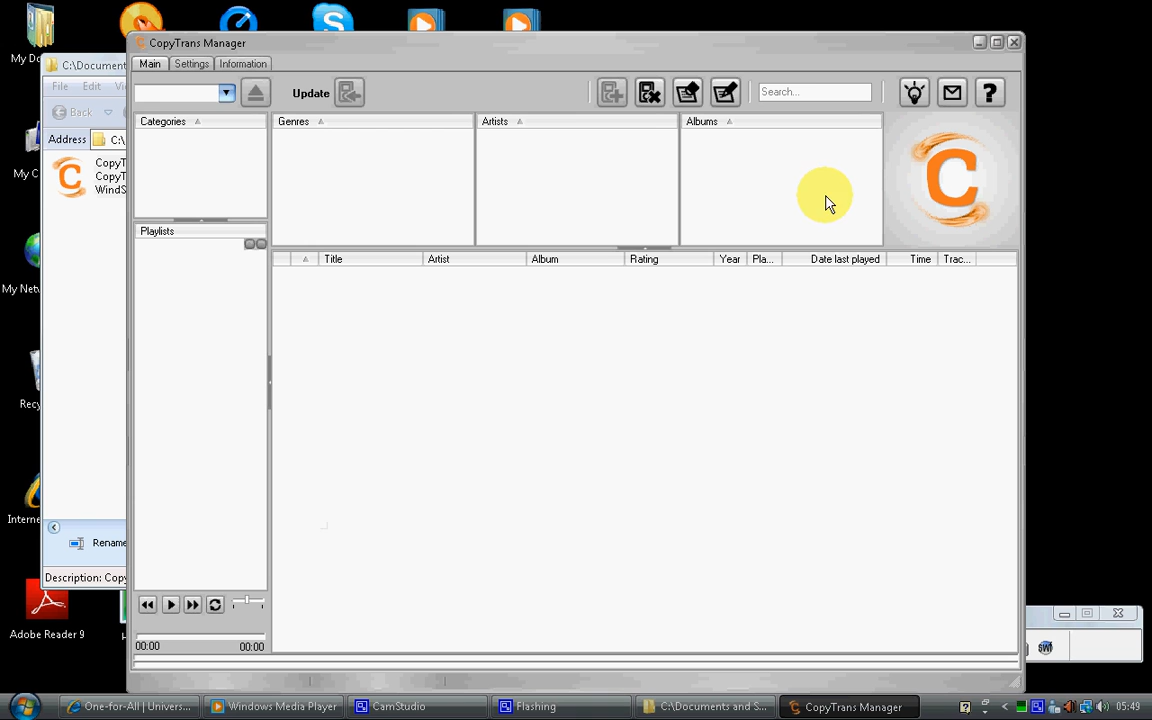 My Do
CopyTrans Manager
C:\Document
Main
Settings
Information
File
Edit
Update
Search...
Back
Categories
Genres
Artists
Albums
Address
C:\
CopyT
CopyT
WindS
My C
Playlists
Title
Artist
Album
Rating
Year
Pla...
Date last played
Time
Trac...
My Net
Recy
Internet
Rename
Description: Copy
00:00
00:00
Adobe Reader 9
One-for-All | Univers...
Windows Media Player
CamStudio
Flashing
C:\Documents and S...
CopyTrans Manager
05:49